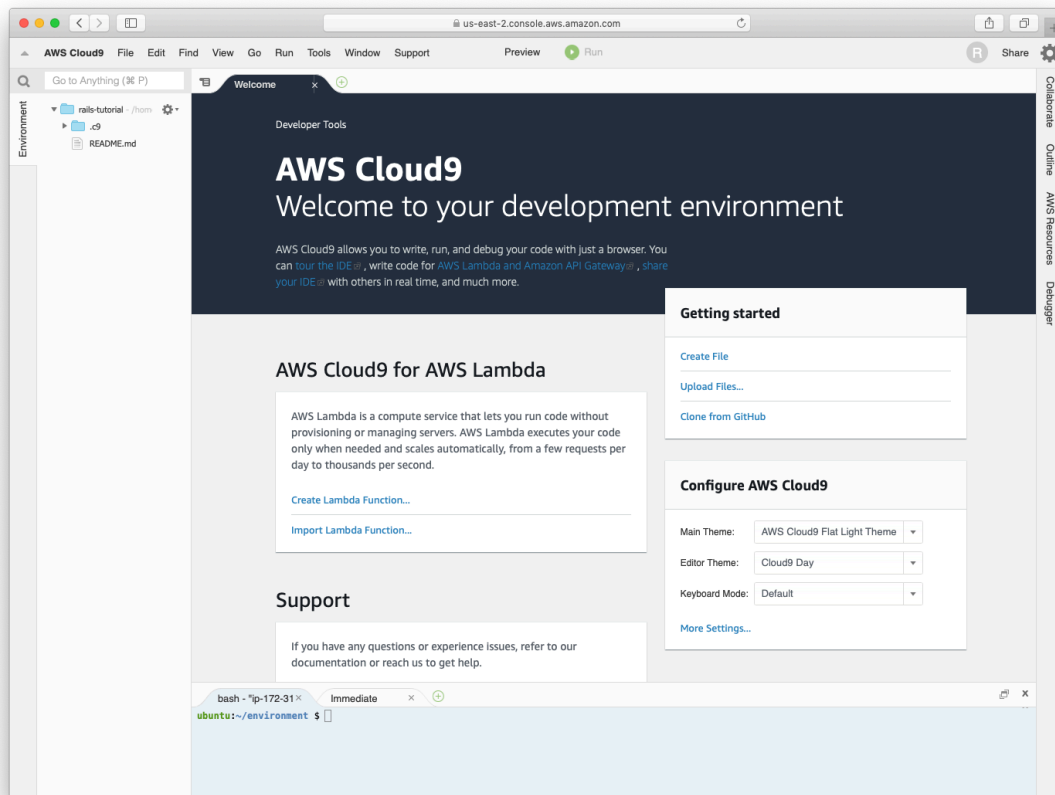 us-east-2.console.aws.amazon.com
AWS Cloud9 File Edit Find View Go Run Tools Window Support Preview Run R Share
Go to Anything (⌘ P)
Welcome
Environment
rails-tutorial - /hom
.c9
README.md
Collaborate
Outline
AWS Resources
Debugger
Developer Tools
AWS Cloud9
Welcome to your development environment
AWS Cloud9 allows you to write, run, and debug your code with just a browser. You
can tour the IDE, write code for AWS Lambda and Amazon API Gateway, share
your IDE with others in real time, and much more.
Getting started
Create File
Upload Files...
Clone from GitHub
AWS Cloud9 for AWS Lambda
AWS Lambda is a compute service that lets you run code without
provisioning or managing servers. AWS Lambda executes your code
only when needed and scales automatically, from a few requests per
day to thousands per second.
Create Lambda Function...
Import Lambda Function...
Configure AWS Cloud9
Main Theme: AWS Cloud9 Flat Light Theme
Editor Theme: Cloud9 Day
Keyboard Mode: Default
More Settings...
Support
If you have any questions or experience issues, refer to our
documentation or reach us to get help.
bash - "ip-172-31 Immediate
ubuntu:~/environment $